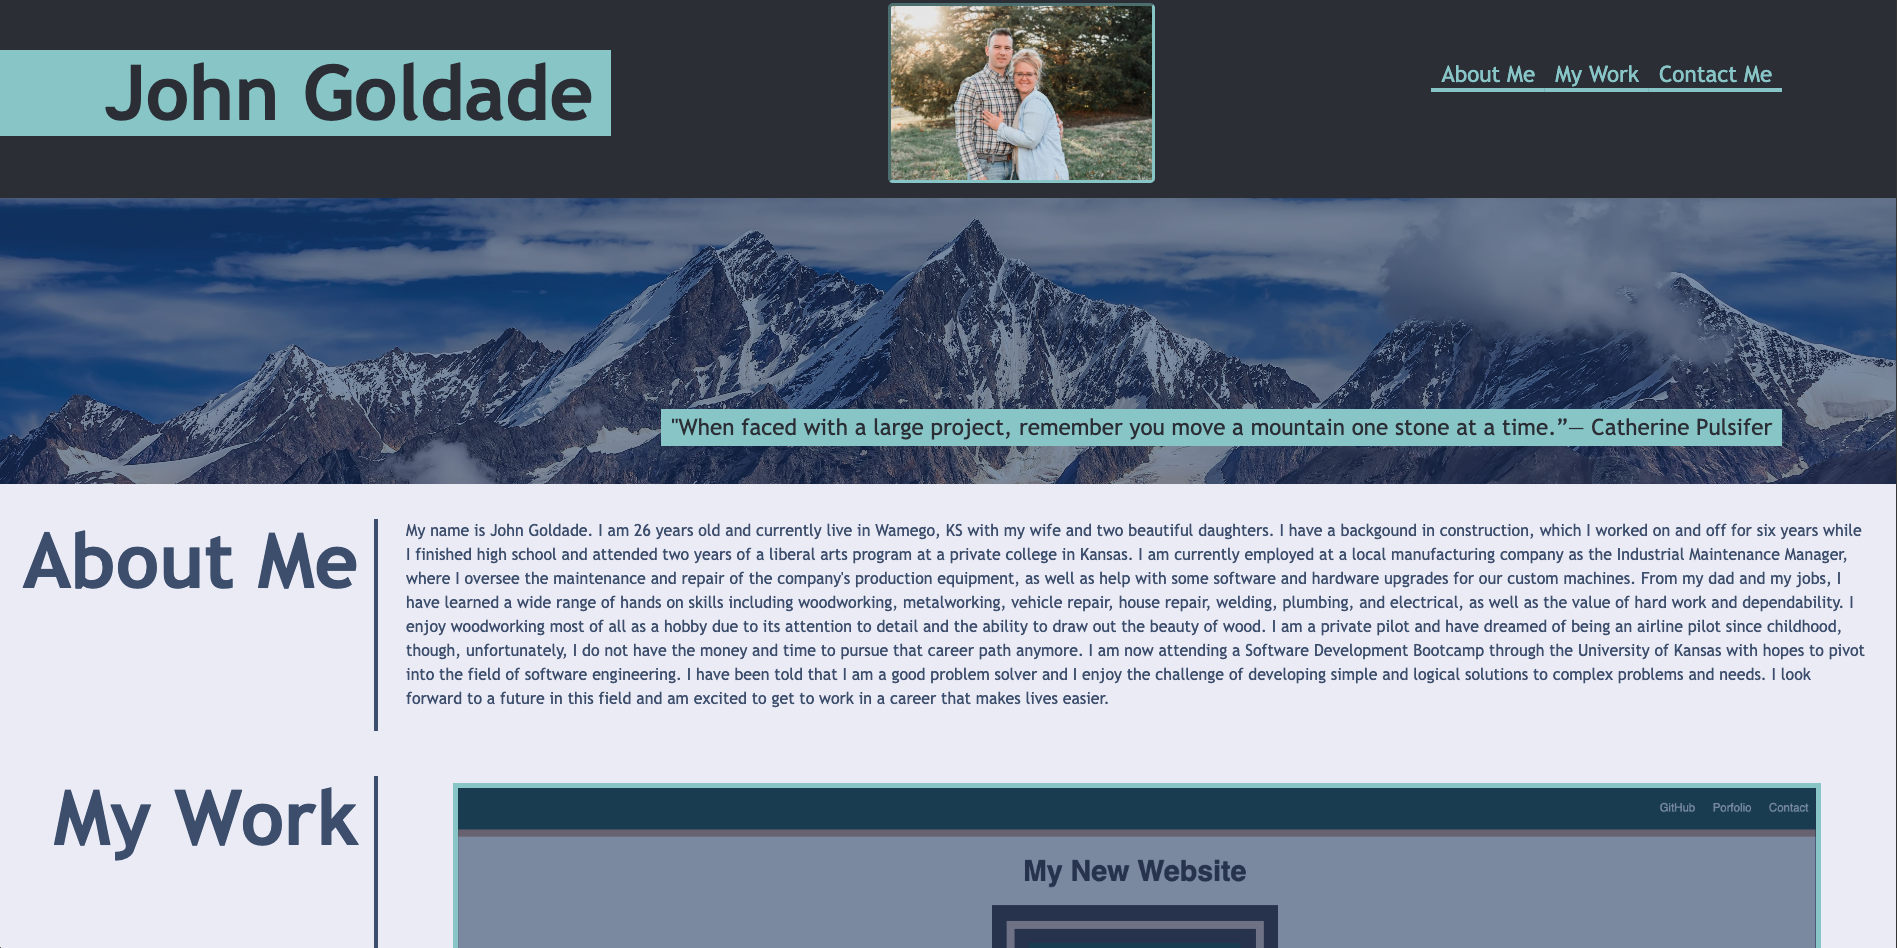 John Goldade
About Me My Work Contact Me
"When faced with a large project, remember you move a mountain one stone at a time.”— Catherine Pulsifer
About Me
My name is John Goldade. I am 26 years old and currently live in Wamego, KS with my wife and two beautiful daughters. I have a backgound in construction, which I worked on and off for six years while
I finished high school and attended two years of a liberal arts program at a private college in Kansas. I am currently employed at a local manufacturing company as the Industrial Maintenance Manager,
where I oversee the maintenance and repair of the company's production equipment, as well as help with some software and hardware upgrades for our custom machines. From my dad and my jobs, I
have learned a wide range of hands on skills including woodworking, metalworking, vehicle repair, house repair, welding, plumbing, and electrical, as well as the value of hard work and dependability. I
enjoy woodworking most of all as a hobby due to its attention to detail and the ability to draw out the beauty of wood. I am a private pilot and have dreamed of being an airline pilot since childhood,
though, unfortunately, I do not have the money and time to pursue that career path anymore. I am now attending a Software Development Bootcamp through the University of Kansas with hopes to pivot
into the field of software engineering. I have been told that I am a good problem solver and I enjoy the challenge of developing simple and logical solutions to complex problems and needs. I look
forward to a future in this field and am excited to get to work in a career that makes lives easier.
My Work
GitHub Porfolio Contact
My New Website